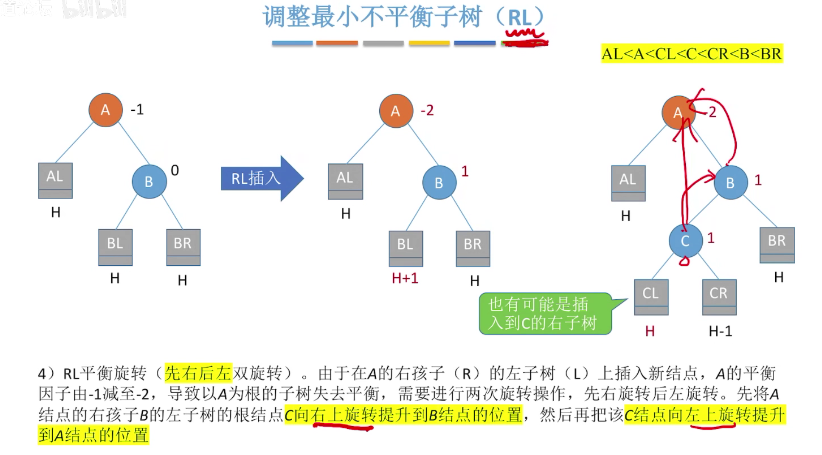 bilibili
调整最小不平衡子树（RL）
AL<A<CL<C<CR<B<BR
A -1
AL
H
B 0
BL
H
BR
H
RL插入
A -2
AL
H
B 1
BL
H+1
BR
H
A -2
AL
H
B 1
C 1
BR
H
CL
H
CR
H-1
也有可能是插
入到C的右子树
4）RL平衡旋转（先右后左双旋转）。由于在A的右孩子（R）的左子树（L）上插入新结点，A的平衡
因子由-1减至-2，导致以A为根的子树失去平衡，需要进行两次旋转操作，先右旋转后左旋转。先将A
结点的右孩子B的左子树的根结点C向右上旋转提升到B结点的位置，然后再把该C结点向左上旋转提升
到A结点的位置